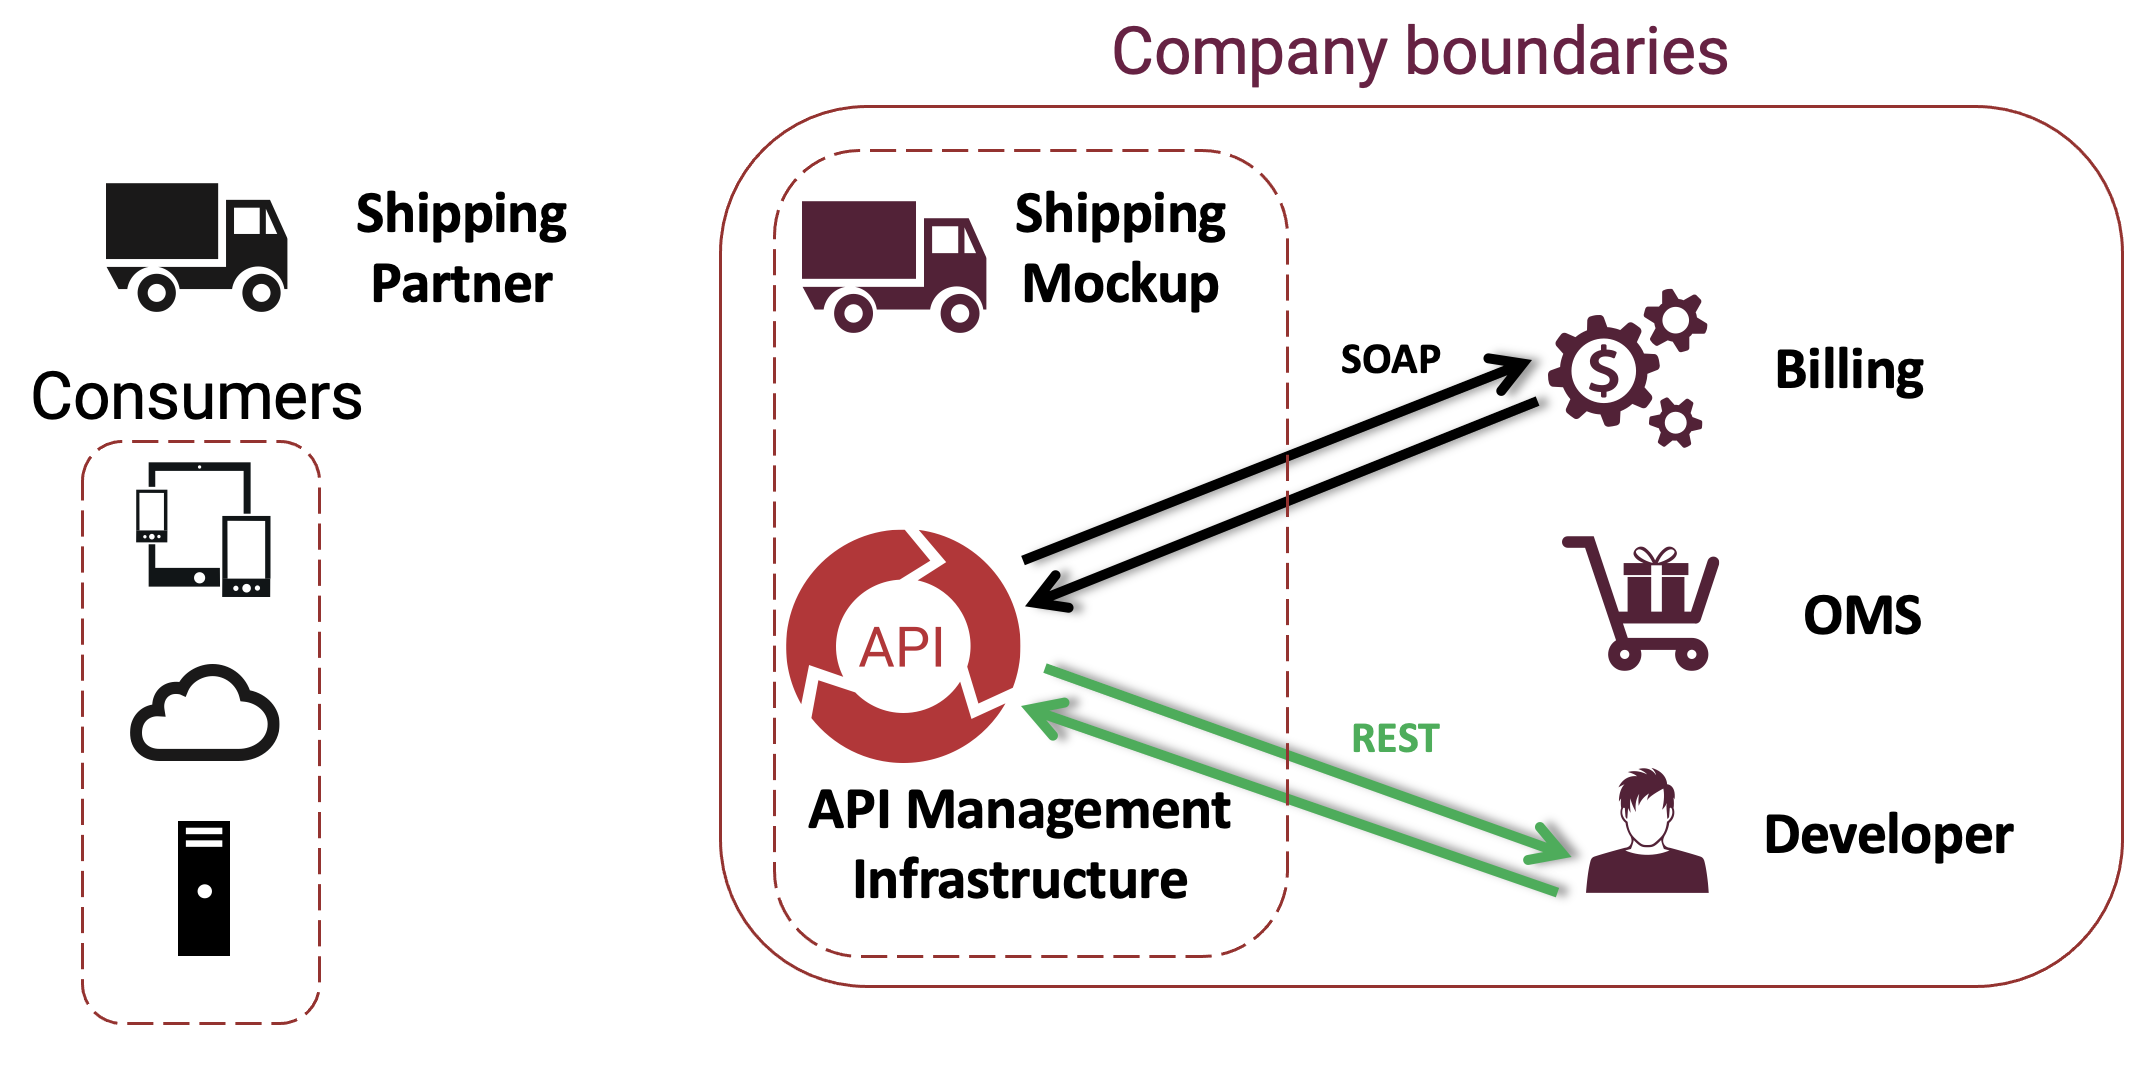 Company boundaries
Shipping
Partner
Shipping
Mockup
Consumers
SOAP
$
Billing
OMS
API
REST
API Management
Infrastructure
Developer